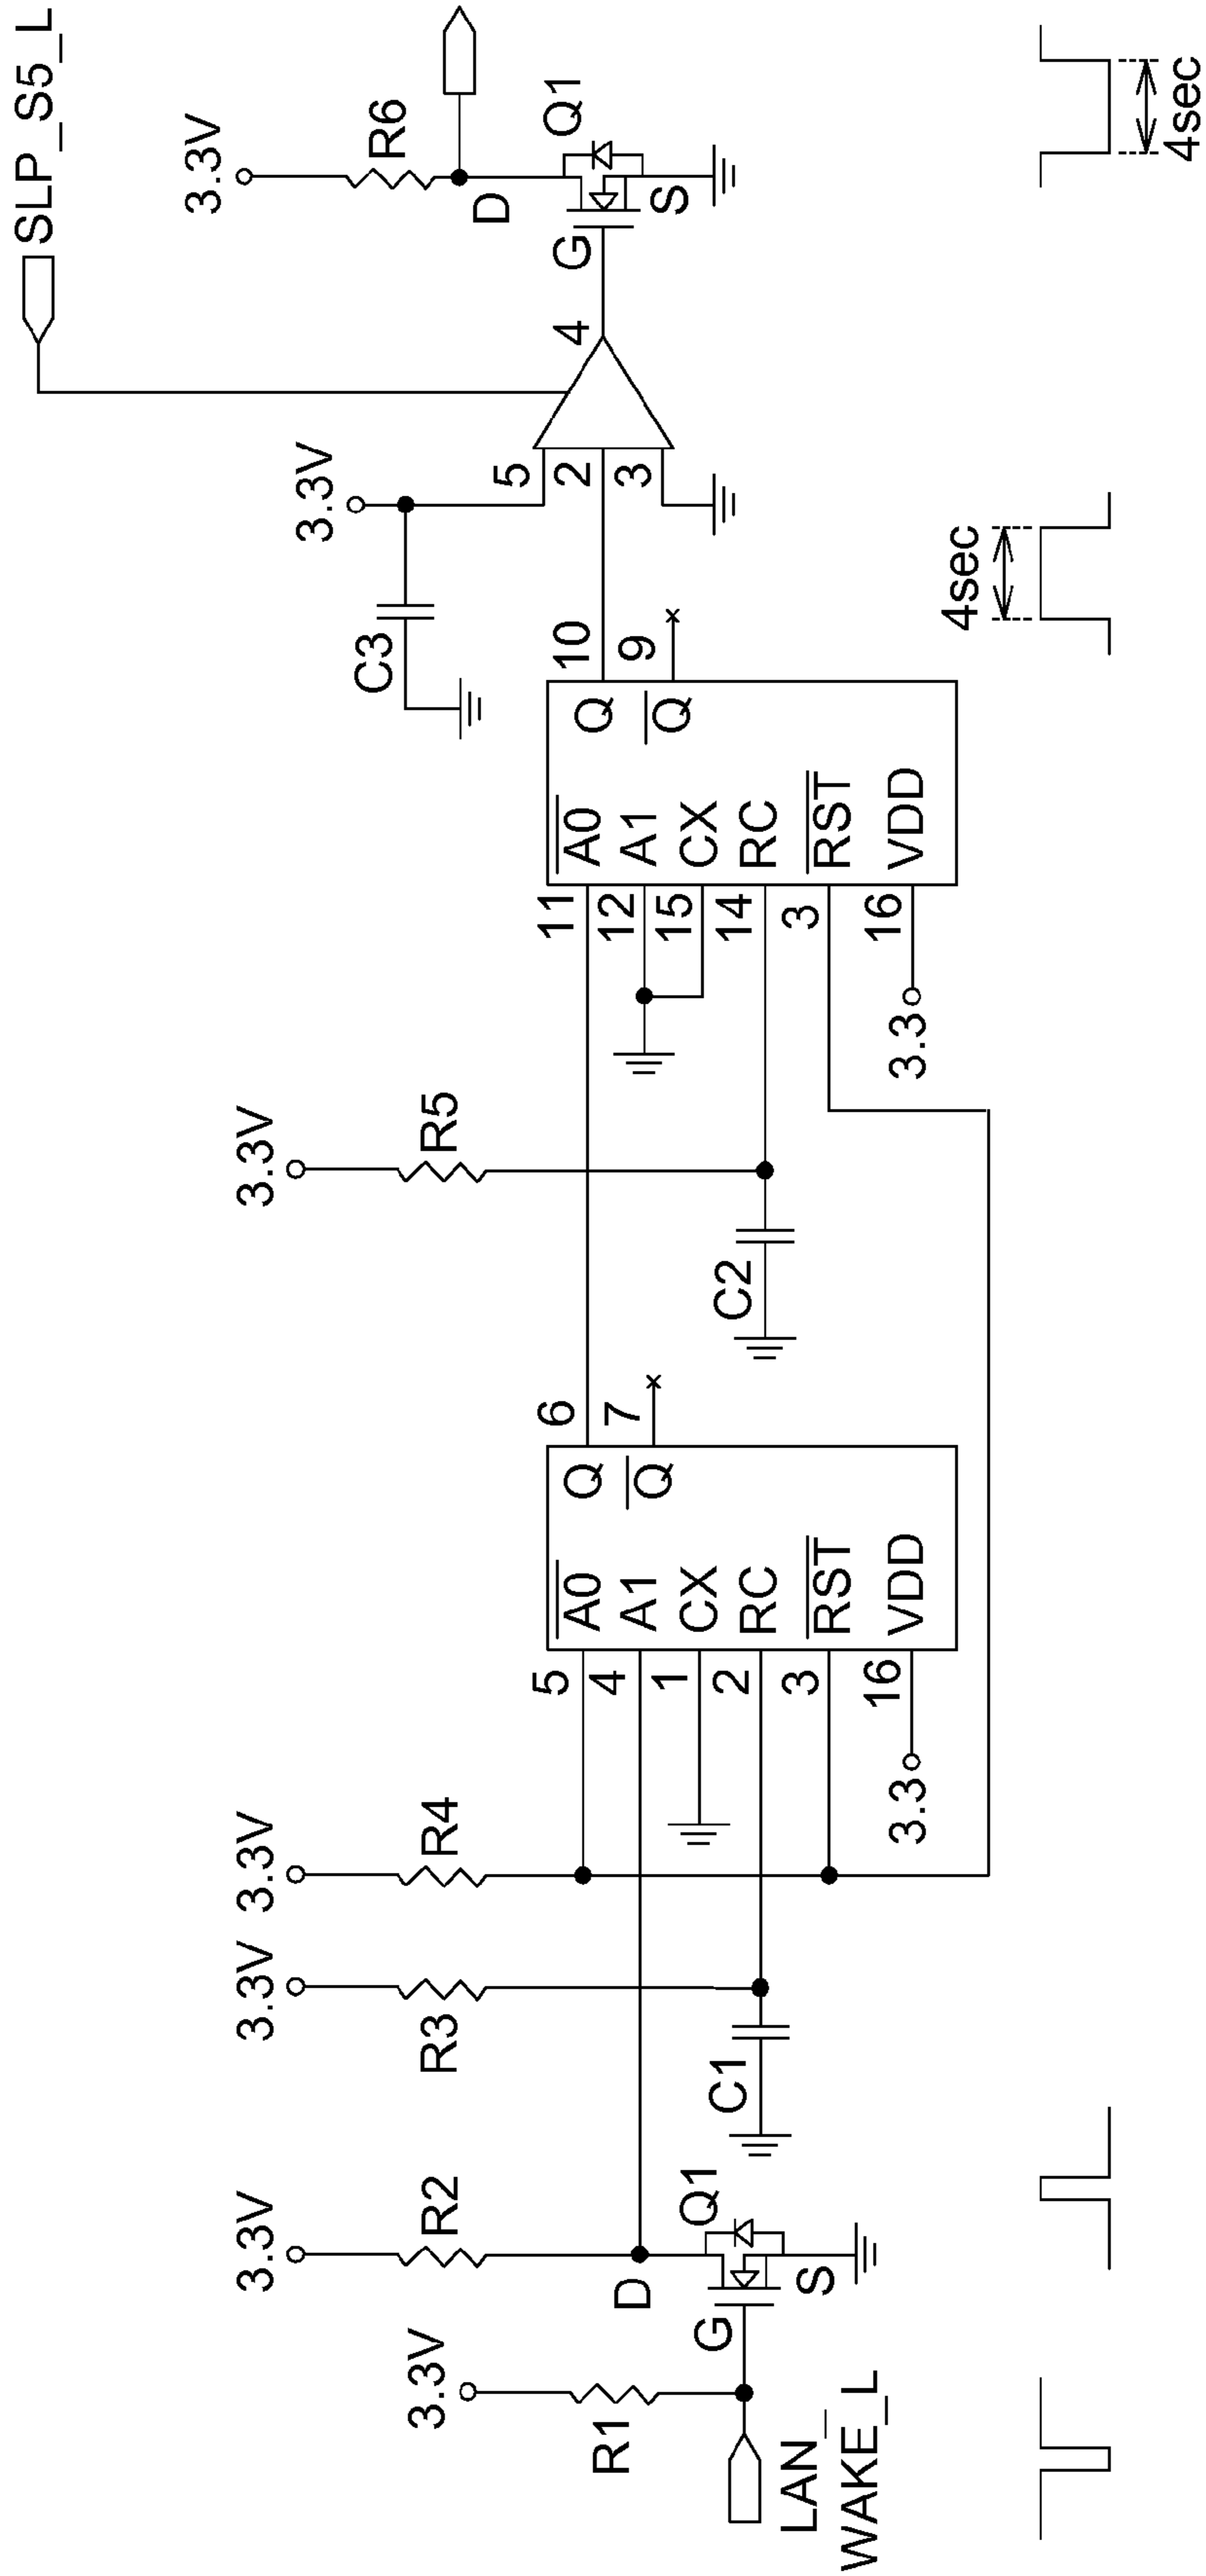 SLP_S5_L
3.3V
R6
D
Q1
G
S
4
3.3V
C3
5
2
3
10
9
Q
Q
A0
A1
CX
RC
RST
VDD
11
12
15
14
3
16
3.3
3.3V
R5
C2
6
7
Q
Q
A0
A1
CX
RC
RST
VDD
5
4
1
2
3
16
3.3
3.3V
R4
3.3V
R3
C1
3.3V
R2
D
Q1
G
S
3.3V
R1
LAN_
WAKE_L
4sec
4sec